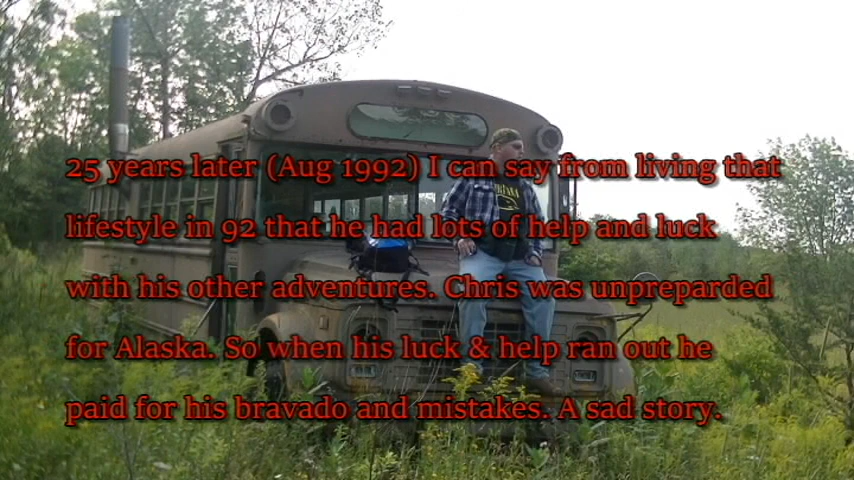 25 years later (Aug 1992) I can say from living that
lifestyle in 92 that he had lots of help and luck
with his other adventures. Chris was unpreparded
for Alaska. So when his luck & help ran out he
paid for his bravado and mistakes. A sad story.